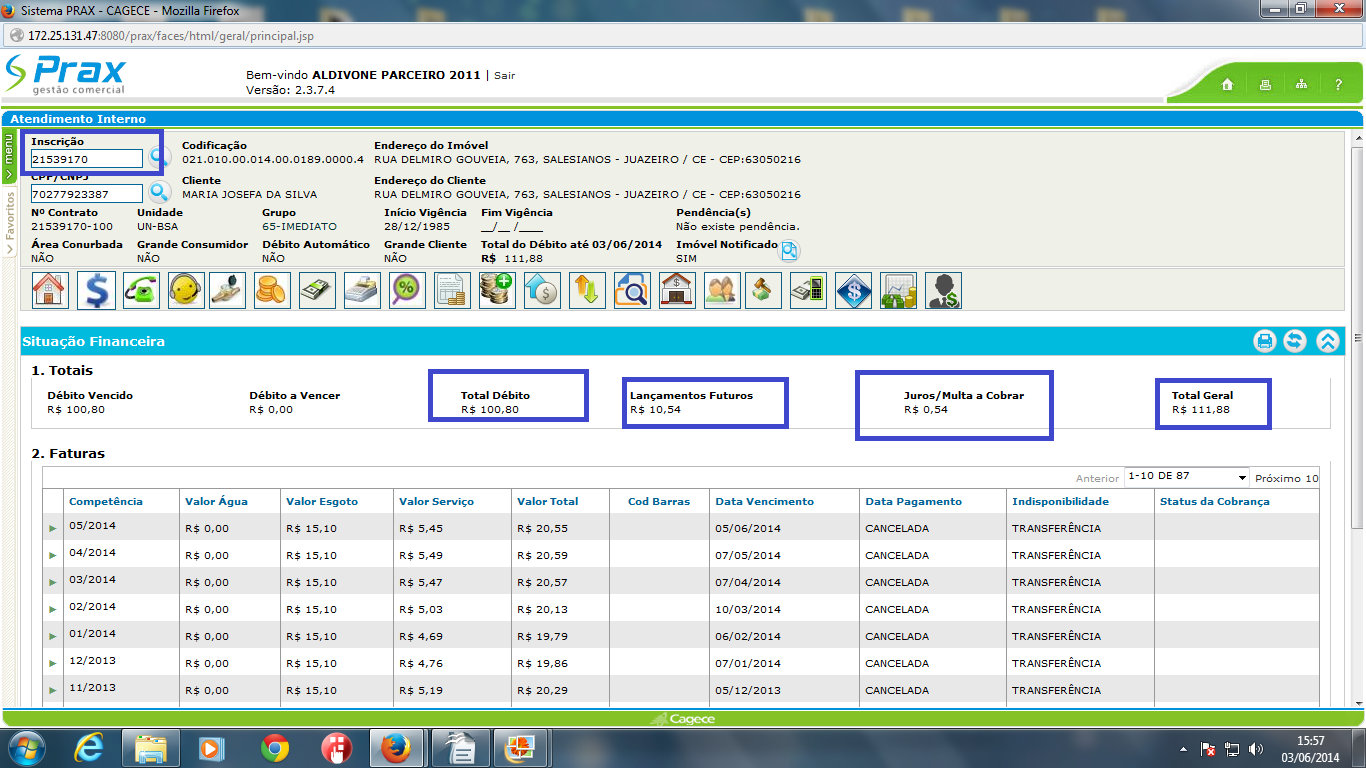 Sistema PRAX - CAGECE - Mozilla Firefox
172.25.131.47:8080/prax/faces/html/geral/principal.jsp
Prax
gestão comercial
Bem-vindo ALDIVONE PARCEIRO 2011 | Sair
Versão: 2.3.7.4
?
Atendimento Interno
menu
Favoritos
Inscrição Codificação Endereço do Imóvel
21539170 021.010.00.014.00.0189.0000.4 RUA DELMIRO GOUVEIA, 763, SALESIANOS - JUAZEIRO / CE - CEP:63050216
CPF/CNPJ Cliente Endereço do Cliente
70277923387 MARIA JOSEFA DA SILVA RUA DELMIRO GOUVEIA, 763, SALESIANOS - JUAZEIRO / CE - CEP:63050216
Nº Contrato Unidade Grupo Início Vigência Fim Vigência Pendência(s)
21539170-100 UN-BSA 65-IMEDIATO 28/12/1985 __/__ /____ Não existe pendência.
Área Conurbada Grande Consumidor Débito Automático Grande Cliente Total do Débito até 03/06/2014 Imóvel Notificado
NÃO NÃO NÃO NÃO R$ 111,88 SIM
Situação Financeira
1. Totais
Débito Vencido Débito a Vencer Total Débito Lançamentos Futuros Juros/Multa a Cobrar Total Geral
R$ 100,80 R$ 0,00 R$ 100,80 R$ 10,54 R$ 0,54 R$ 111,88
2. Faturas
Anterior 1-10 DE 87 Próximo 10
Competência Valor Água Valor Esgoto Valor Serviço Valor Total Cod Barras Data Vencimento Data Pagamento Indisponibilidade Status da Cobrança
05/2014 R$ 0,00 R$ 15,10 R$ 5,45 R$ 20,55 05/06/2014 CANCELADA TRANSFERÊNCIA
04/2014 R$ 0,00 R$ 15,10 R$ 5,49 R$ 20,59 07/05/2014 CANCELADA TRANSFERÊNCIA
03/2014 R$ 0,00 R$ 15,10 R$ 5,47 R$ 20,57 07/04/2014 CANCELADA TRANSFERÊNCIA
02/2014 R$ 0,00 R$ 15,10 R$ 5,03 R$ 20,13 10/03/2014 CANCELADA TRANSFERÊNCIA
01/2014 R$ 0,00 R$ 15,10 R$ 4,69 R$ 19,79 06/02/2014 CANCELADA TRANSFERÊNCIA
12/2013 R$ 0,00 R$ 15,10 R$ 4,76 R$ 19,86 07/01/2014 CANCELADA TRANSFERÊNCIA
11/2013 R$ 0,00 R$ 15,10 R$ 5,19 R$ 20,29 05/12/2013 CANCELADA TRANSFERÊNCIA
Cagece
15:57
03/06/2014